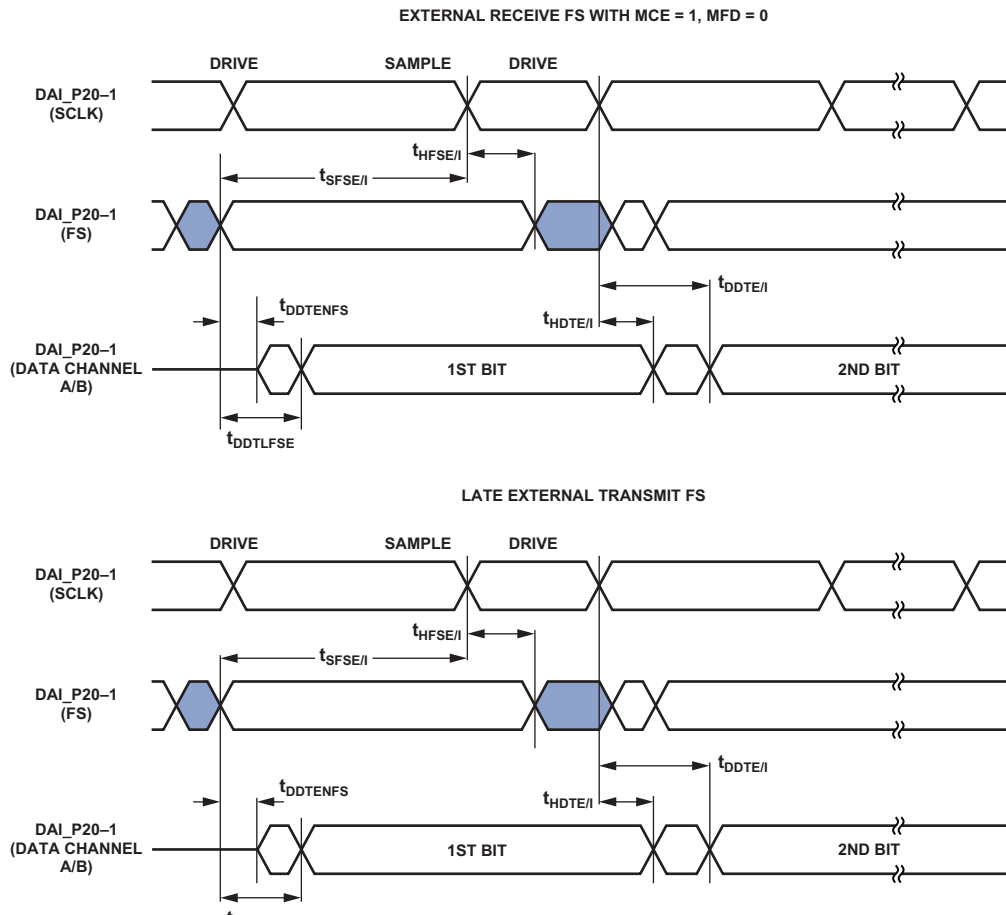 EXTERNAL RECEIVE FS WITH MCE = 1, MFD = 0
DRIVE SAMPLE DRIVE
DAI_P20–1
(SCLK)
tHFSE/I
tSFSE/I
DAI_P20–1
(FS)
tDDTE/I
tDDTENFS
tHDTE/I
DAI_P20–1
(DATA CHANNEL
A/B)
1ST BIT 2ND BIT
tDDTLFSE
LATE EXTERNAL TRANSMIT FS
DRIVE SAMPLE DRIVE
DAI_P20–1
(SCLK)
tHFSE/I
tSFSE/I
DAI_P20–1
(FS)
tDDTE/I
tDDTENFS
tHDTE/I
DAI_P20–1
(DATA CHANNEL
A/B)
1ST BIT 2ND BIT